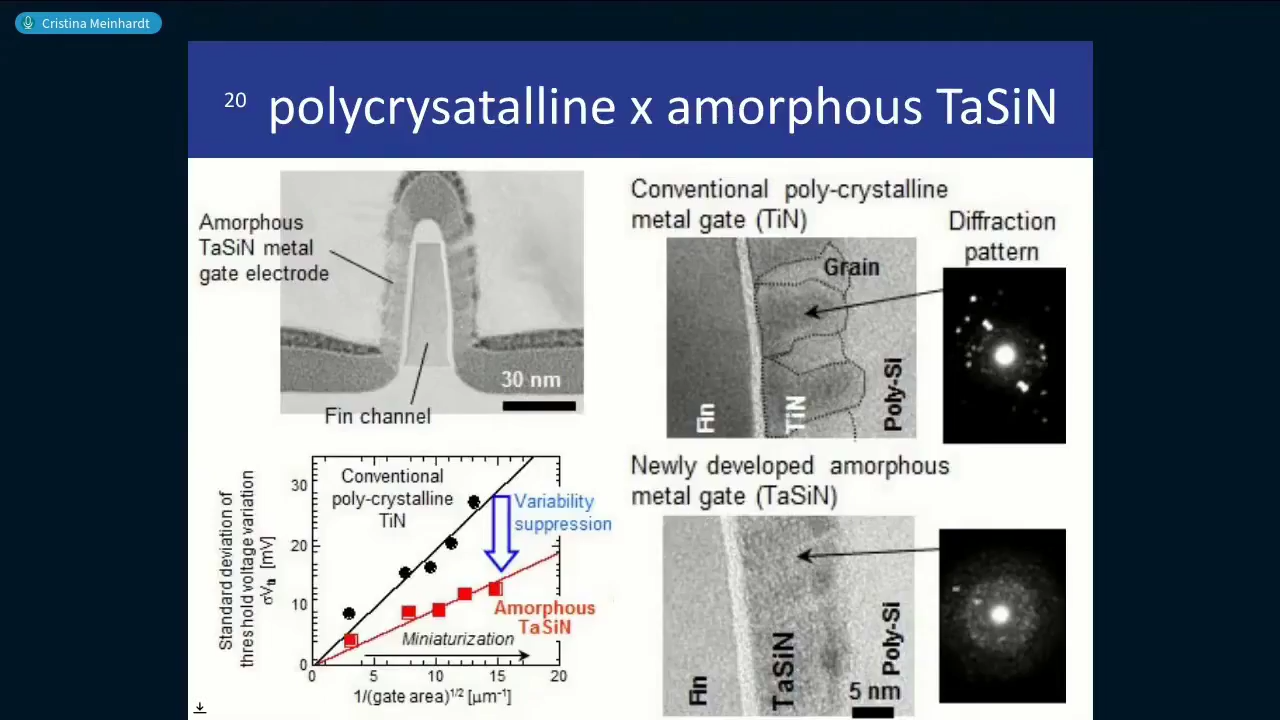 Cristina Meinhardt
20 polycrysatalline x amorphous TaSiN
Amorphous
TaSiN metal
gate electrode
30 nm
Fin channel
Conventional poly-crystalline
metal gate (TiN)
Diffraction
pattern
Grain
Fin
TiN
Poly-Si
Standard deviation of
threshold voltage variation
σVth [mV]
30
20
10
0
Conventional
poly-crystalline
TiN
Variability
suppression
Amorphous
TaSiN
Miniaturization
0 5 10 15 20
1/(gate area)1/2 [μm-1]
Newly developed amorphous
metal gate (TaSiN)
Fin
TaSiN
Poly-Si
5 nm